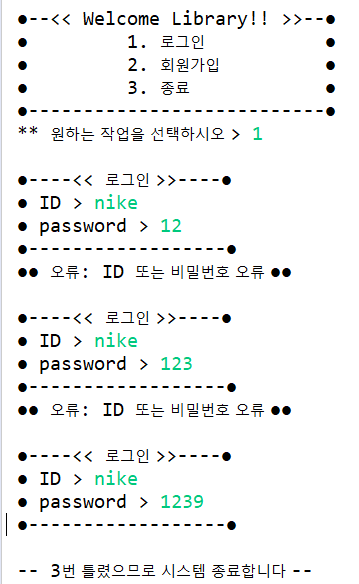 ●--<< Welcome Library!! >>--●
● 1. 로그인 ●
● 2. 회원가입 ●
● 3. 종료 ●
●---------------------------●
** 원하는 작업을 선택하시오 > 1
●----<< 로그인 >>----●
● ID > nike
● password > 12
●------------------●
●● 오류: ID 또는 비밀번호 오류 ●●
●----<< 로그인 >>----●
● ID > nike
● password > 123
●------------------●
●● 오류: ID 또는 비밀번호 오류 ●●
●----<< 로그인 >>----●
● ID > nike
● password > 1239
●------------------●
-- 3번 틀렸으므로 시스템 종료합니다 --